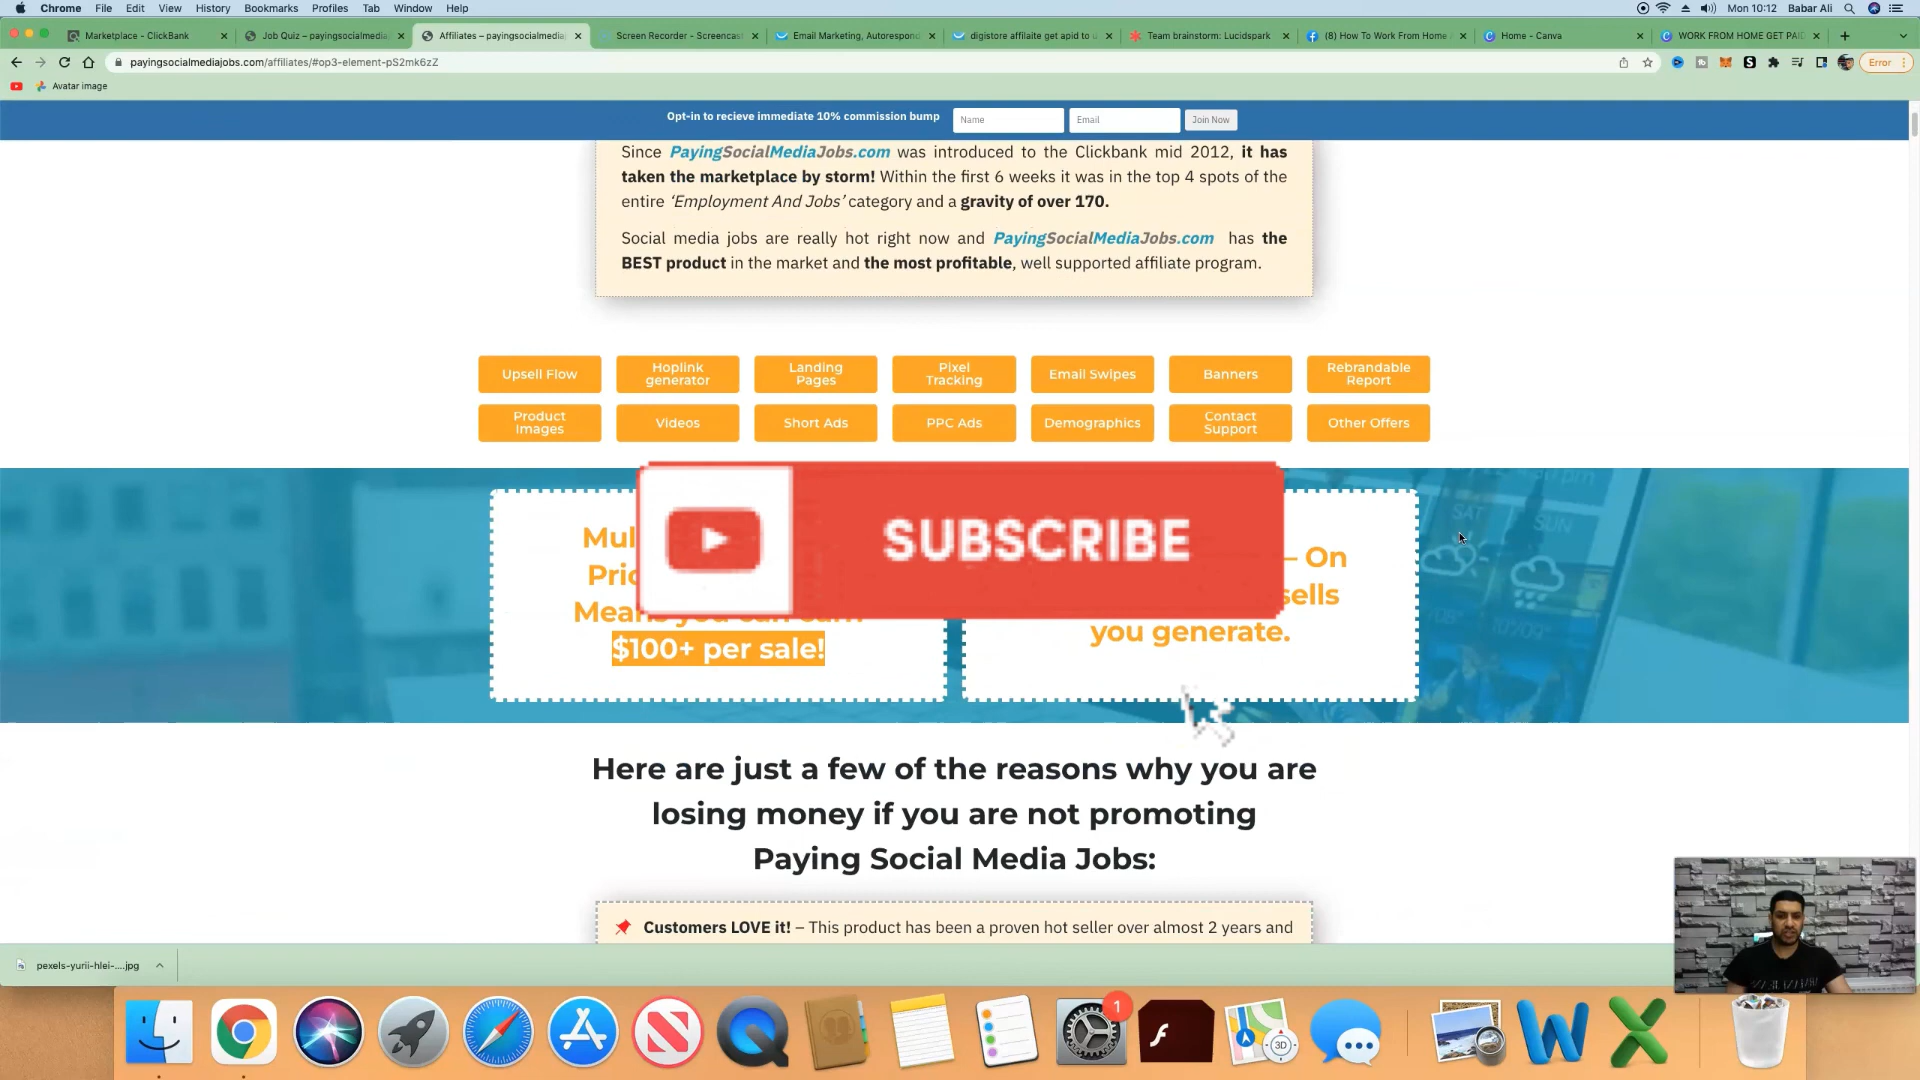 Chrome File Edit View History Bookmarks Profiles Tab Window Help Mon 10:12 Babar Ali
Marketplace - ClickBank
Job Quiz – payingsocialmedia
Affiliates – payingsocialmedia
Screen Recorder - Screencast
Email Marketing, Autorespond
digistore affilaite get apid to
Team brainstorm: Lucidspark
(8) How To Work From Home
Home - Canva
WORK FROM HOME GET PAI
payingsocialmediajobs.com/affiliates/#op3-element-pS2mk6zZ
Error
Avatar image
Opt-in to recieve immediate 10% commission bump Name Email Join Now
Since PayingSocialMediaJobs.com was introduced to the Clickbank mid 2012, it has
taken the marketplace by storm! Within the first 6 weeks it was in the top 4 spots of the
entire ‘Employment And Jobs’ category and a gravity of over 170.
Social media jobs are really hot right now and PayingSocialMediaJobs.com has the
BEST product in the market and the most profitable, well supported affiliate program.
Upsell Flow
Hoplink generator
Landing Pages
Pixel Tracking
Email Swipes
Banners
Rebrandable Report
Product Images
Videos
Short Ads
PPC Ads
Demographics
Contact Support
Other Offers
SUBSCRIBE
$100+ per sale!
– On
sells
you generate.
SAT SUN
Here are just a few of the reasons why you are
losing money if you are not promoting
Paying Social Media Jobs:
Customers LOVE it! – This product has been a proven hot seller over almost 2 years and
pexels-yurii-hlei-....jpg
1
3D